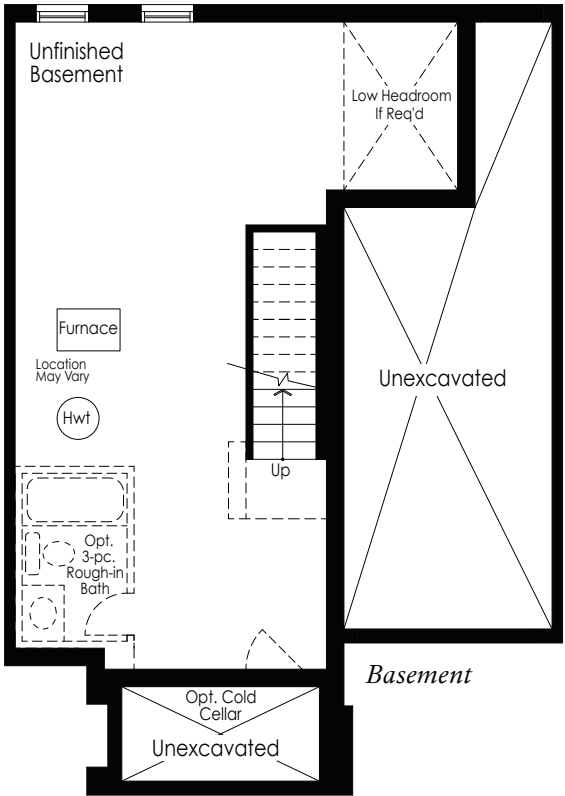 Unfinished
Basement
Low Headroom
If Req'd
Furnace
Location
May Vary
Hwt
Unexcavated
Up
Opt.
3-pc.
Rough-in
Bath
Basement
Opt. Cold
Cellar
Unexcavated